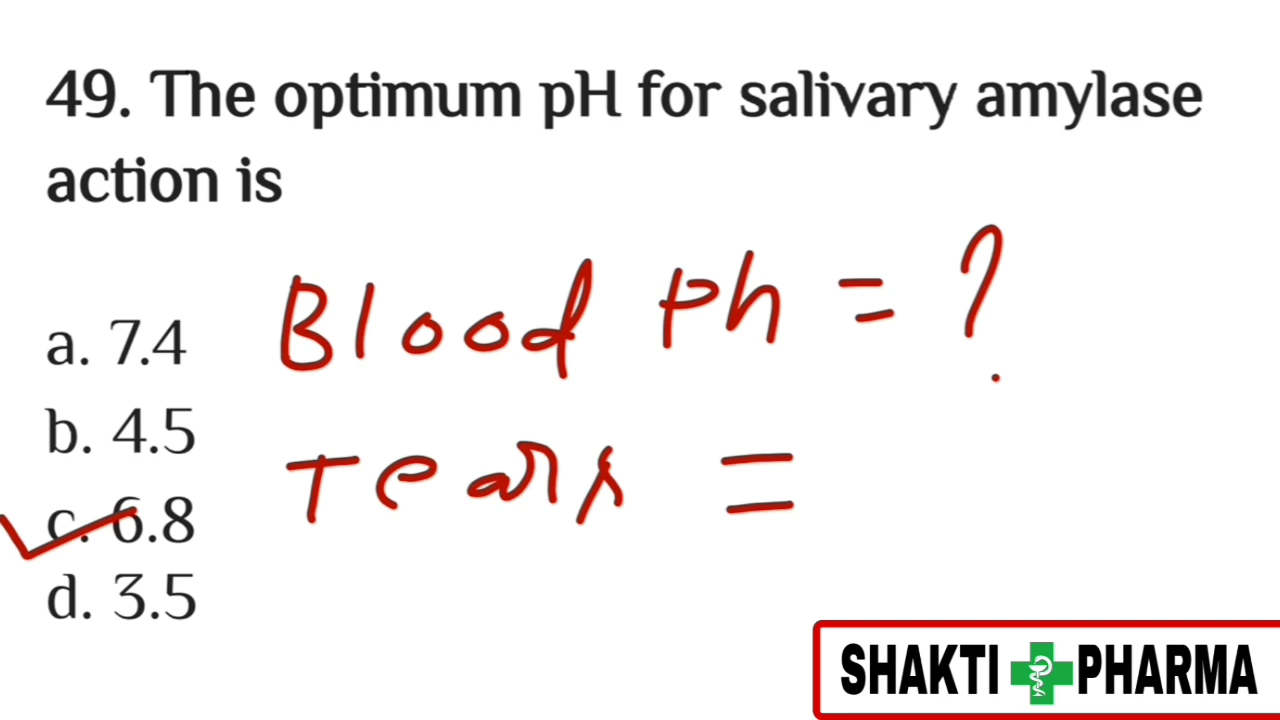 49. The optimum pH for salivary amylase
action is
Blood ph = ?
a. 7.4
b. 4.5
Tears =
c. 6.8
d. 3.5
SHAKTI PHARMA